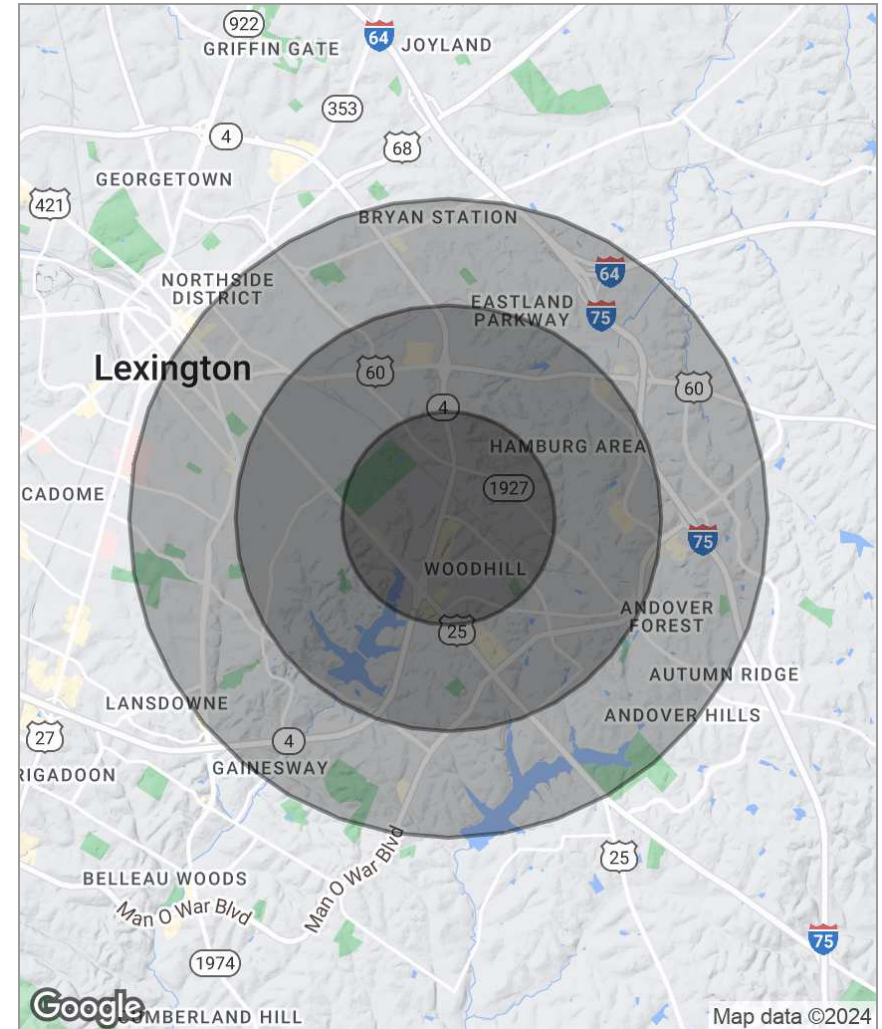 922
GRIFFIN GATE
64
JOYLAND
353
4
68
GEORGETOWN
421
BRYAN STATION
NORTHSIDE
DISTRICT
64
EASTLAND
PARKWAY
75
Lexington
60
60
4
HAMBURG AREA
CADOME
1927
75
WOODHILL
ANDOVER
FOREST
25
AUTUMN RIDGE
LANSDOWNE
ANDOVER HILLS
27
4
RIGADOON
GAINESWAY
25
BELLEAU WOODS
Man O War Blvd
Man O War Blvd
75
1974
Google
UMBERLAND HILL
Map data ©2024